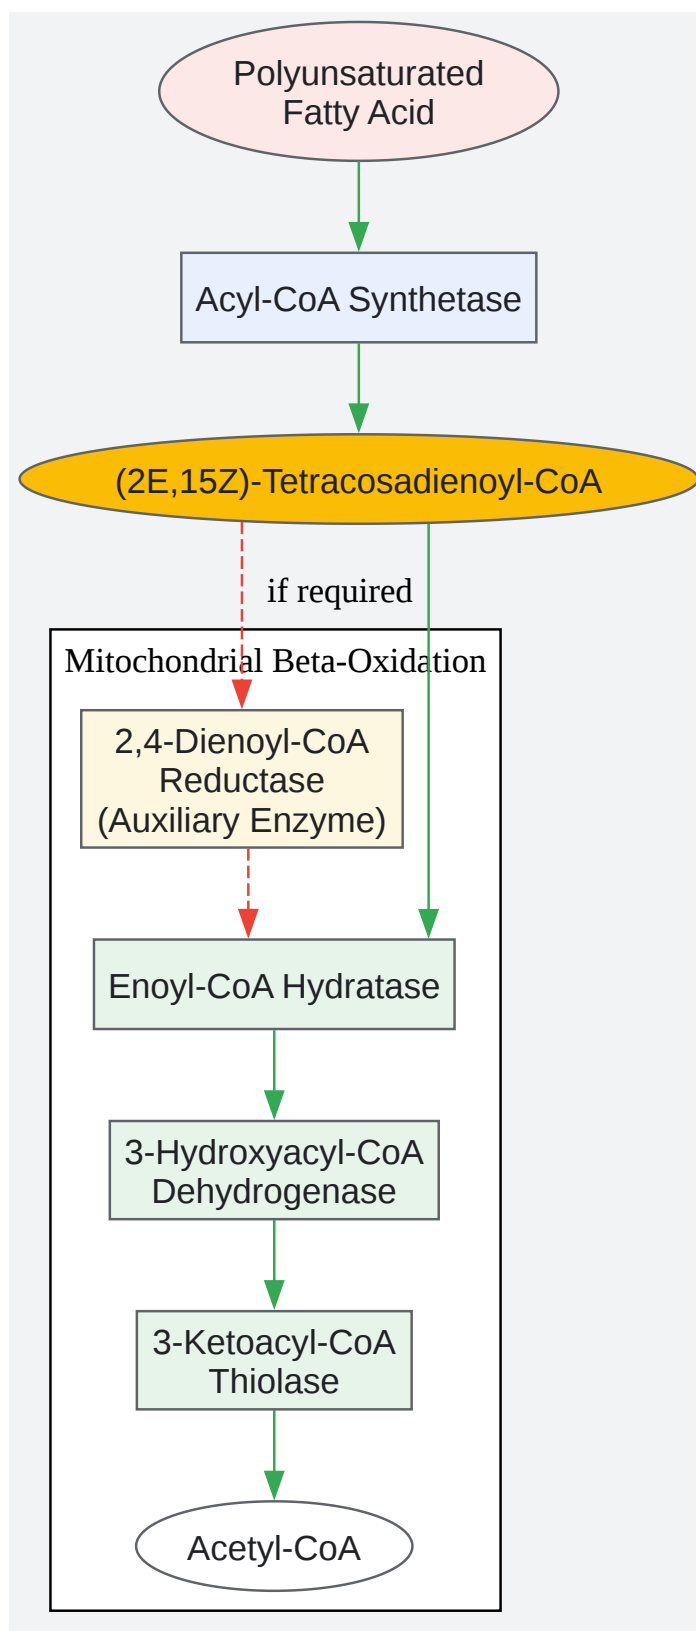 Polyunsaturated
Fatty Acid
Acyl-CoA Synthetase
(2E,15Z)-Tetracosadienoyl-CoA
if required
Mitochondrial Beta-Oxidation
2,4-Dienoyl-CoA
Reductase
(Auxiliary Enzyme)
Enoyl-CoA Hydratase
3-Hydroxyacyl-CoA
Dehydrogenase
3-Ketoacyl-CoA
Thiolase
Acetyl-CoA